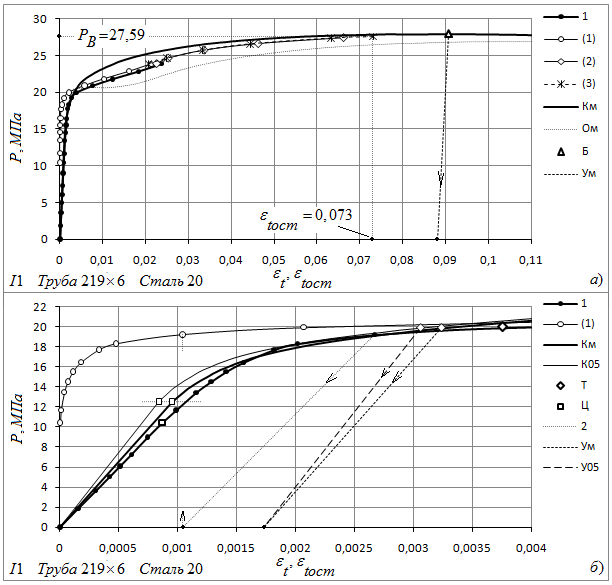 P_B=27,59
P, МПа
35
30
25
20
15
10
5
0
ε_tост=0,073
0 0,01 0,02 0,03 0,04 0,05 0,06 0,07 0,08 0,09 0,1 0,11
ε_t, ε_tост
I1 Труба 219×6 Сталь 20
а)
1
(1)
(2)
(3)
Км
Ом
Б
Ум
P, МПа
22
20
18
16
14
12
10
8
6
4
2
0
0 0,0005 0,001 0,0015 0,002 0,0025 0,003 0,0035 0,004
ε_t, ε_tост
I1 Труба 219×6 Сталь 20
б)
1
(1)
Км
К05
Т
Ц
2
Ум
У05